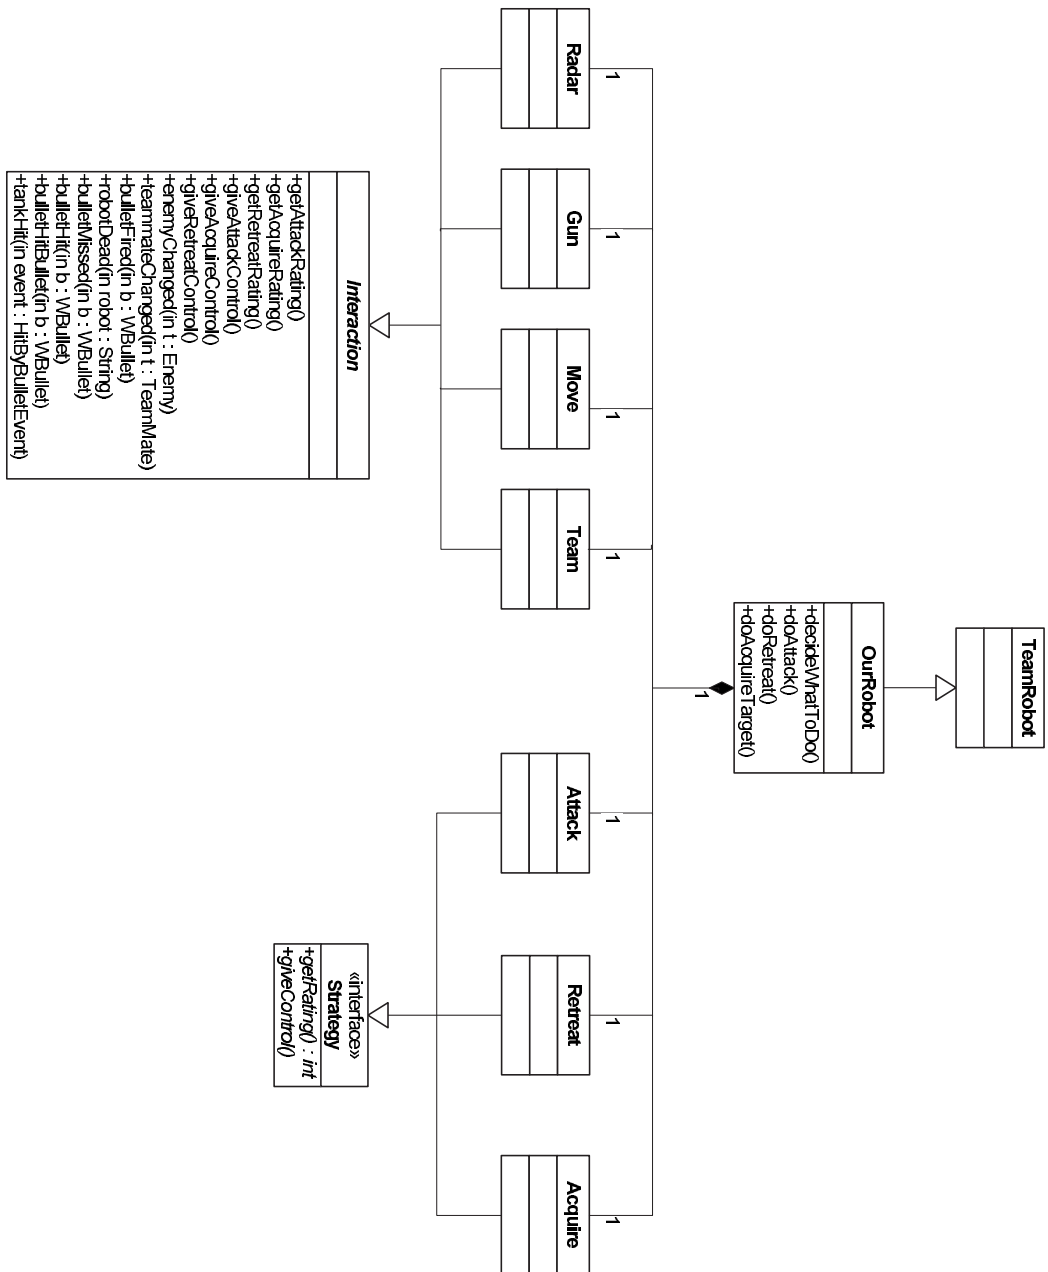 TeamRobot
OurRobot
+decideWhatToDo()
+doAttack()
+doRetreat()
+doAcquireTarget()
1
1
1
1
1
1
1
1
Radar
Gun
Move
Team
Attack
Retreat
Acquire
Interaction
+getAttackRating()
+getAcquireRating()
+getRetreatRating()
+giveAttackControl()
+giveAcquireControl()
+giveRetreatControl()
+enemyChanged(in t : Enemy)
+teammateChanged(in t : TeamMate)
+bulletFired(in b : WBullet)
+robotDead(in robot : String)
+bulletMissed(in b : WBullet)
+bulletHit(in b : WBullet)
+bulletHitBullet(in b : WBullet)
+tankHit(in event : HitByBulletEvent)
«interface»
Strategy
+getRating() : int
+giveControl()